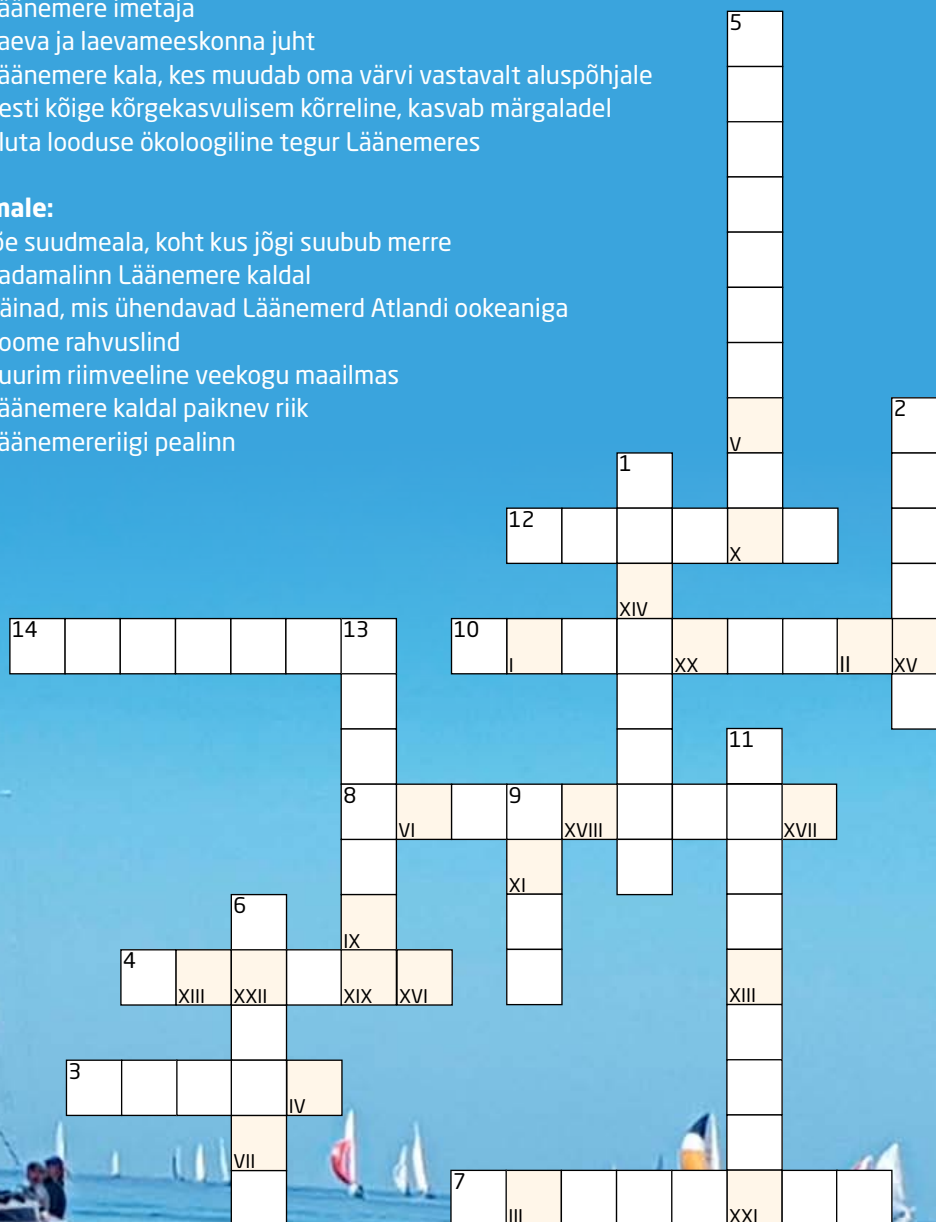 äänemere imetaja
aeva ja laevameeskonna juht
äänemere kala, kes muudab oma värvi vastavalt aluspõhjale
esti kõige kõrgekasvulisem kõrreline, kasvab märgaladel
luta looduse ökoloogiline tegur Läänemeres
male:
õe suudmeala, koht kus jõgi suubub merre
adamalinn Läänemere kaldal
äinad, mis ühendavad Läänemerd Atlandi ookeaniga
oome rahvuslind
uurim riimveeline veekogu maailmas
äänemere kaldal paiknev riik
äänemereriigi pealinn
5
V
2
1
12
X
XIV
14
13
10
I
XX
II
XV
11
8
VI
9
XVIII
XVII
XI
6
IX
4
XIII
XXII
XIX
XVI
XIII
3
IV
VII
7
III
XXI